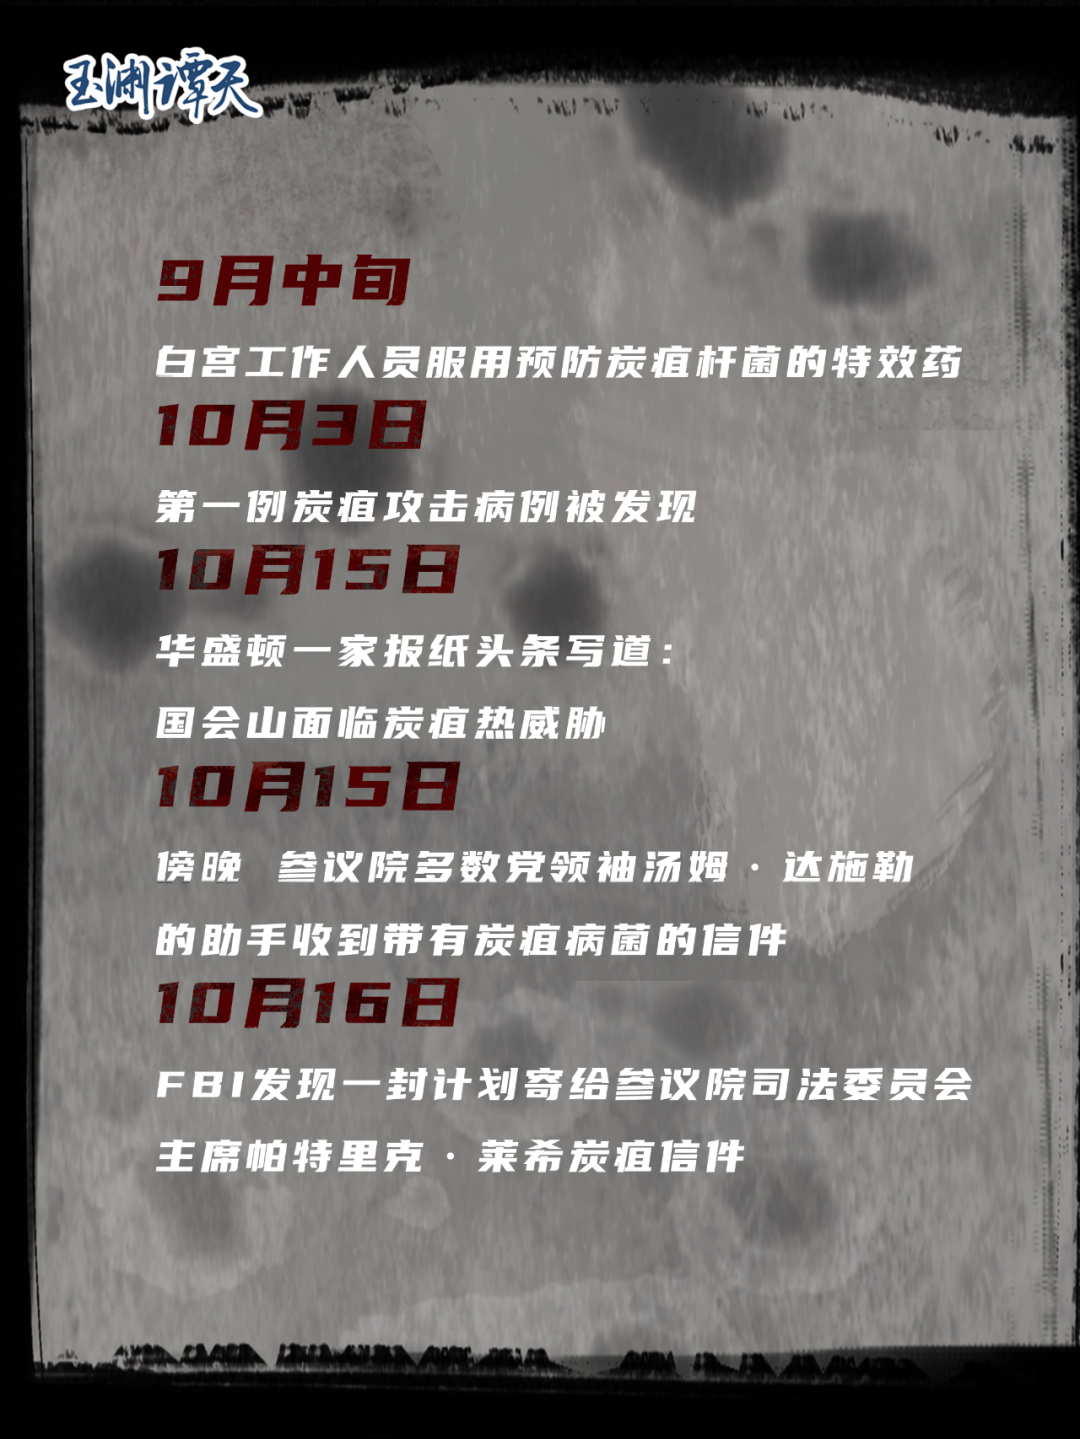 玉渊谭天
9月中旬
白宫工作人员服用预防炭疽杆菌的特效药
10月3日
第一例炭疽攻击病例被发现
10月15日
华盛顿一家报纸头条写道：
国会山面临炭疽热威胁
10月15日
傍晚 参议院多数党领袖汤姆·达施勒
的助手收到带有炭疽病菌的信件
10月16日
FBI发现一封计划寄给参议院司法委员会
主席帕特里克·莱希炭疽信件